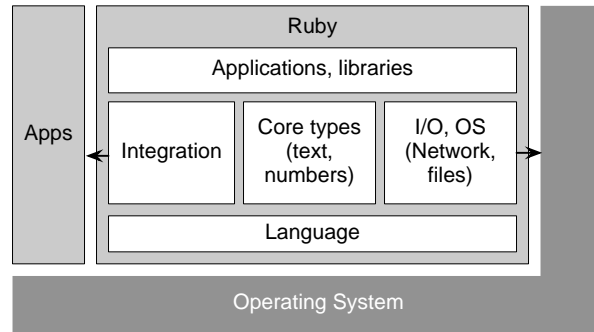 Ruby
Applications, libraries
Apps
Integration
Core types
(text,
numbers)
I/O, OS
(Network,
files)
Language
Operating System